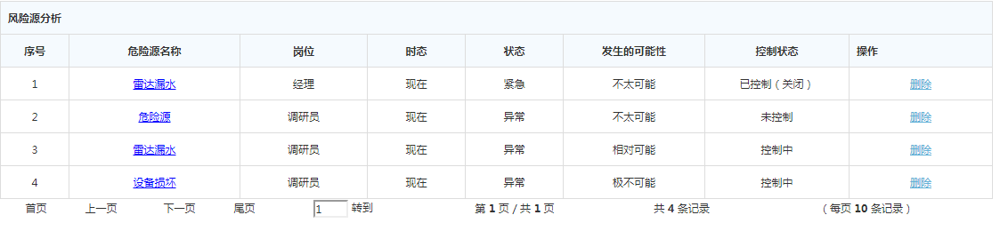 风险源分析
序号 危险源名称 岗位 时态 状态 发生的可能性 控制状态 操作
1 雷达漏水 经理 现在 紧急 不太可能 已控制（关闭） 删除
2 危险源 调研员 现在 异常 不太可能 未控制 删除
3 雷达漏水 调研员 现在 异常 相对可能 控制中 删除
4 设备损坏 调研员 现在 异常 极不可能 控制中 删除
首页 上一页 下一页 尾页 1 转到 第 1 页 / 共 1 页 共 4 条记录 （每页 10 条记录）